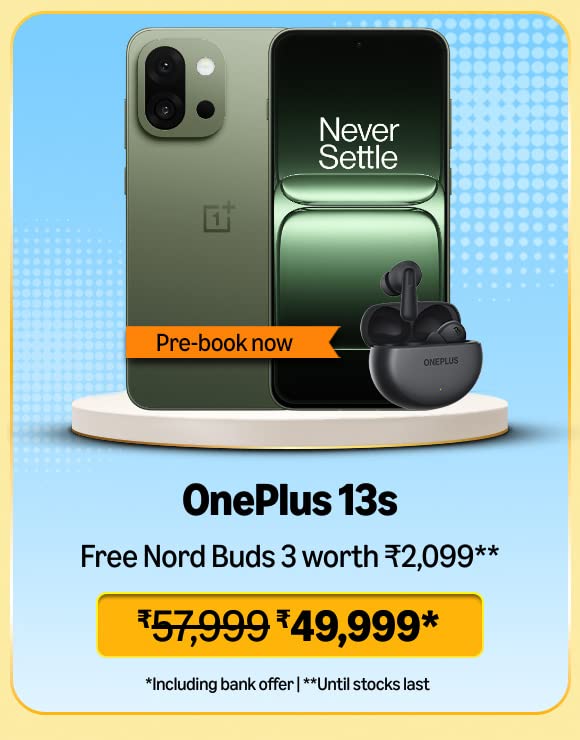 Never
Settle
1+
Pre-book now
ONEPLUS
OnePlus 13s
Free Nord Buds 3 worth ₹2,099**
₹57,999 ₹49,999*
*Including bank offer | **Until stocks last